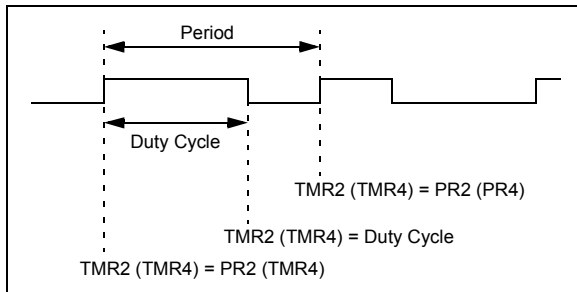 Period
Duty Cycle
TMR2 (TMR4) = PR2 (PR4)
TMR2 (TMR4) = Duty Cycle
TMR2 (TMR4) = PR2 (TMR4)